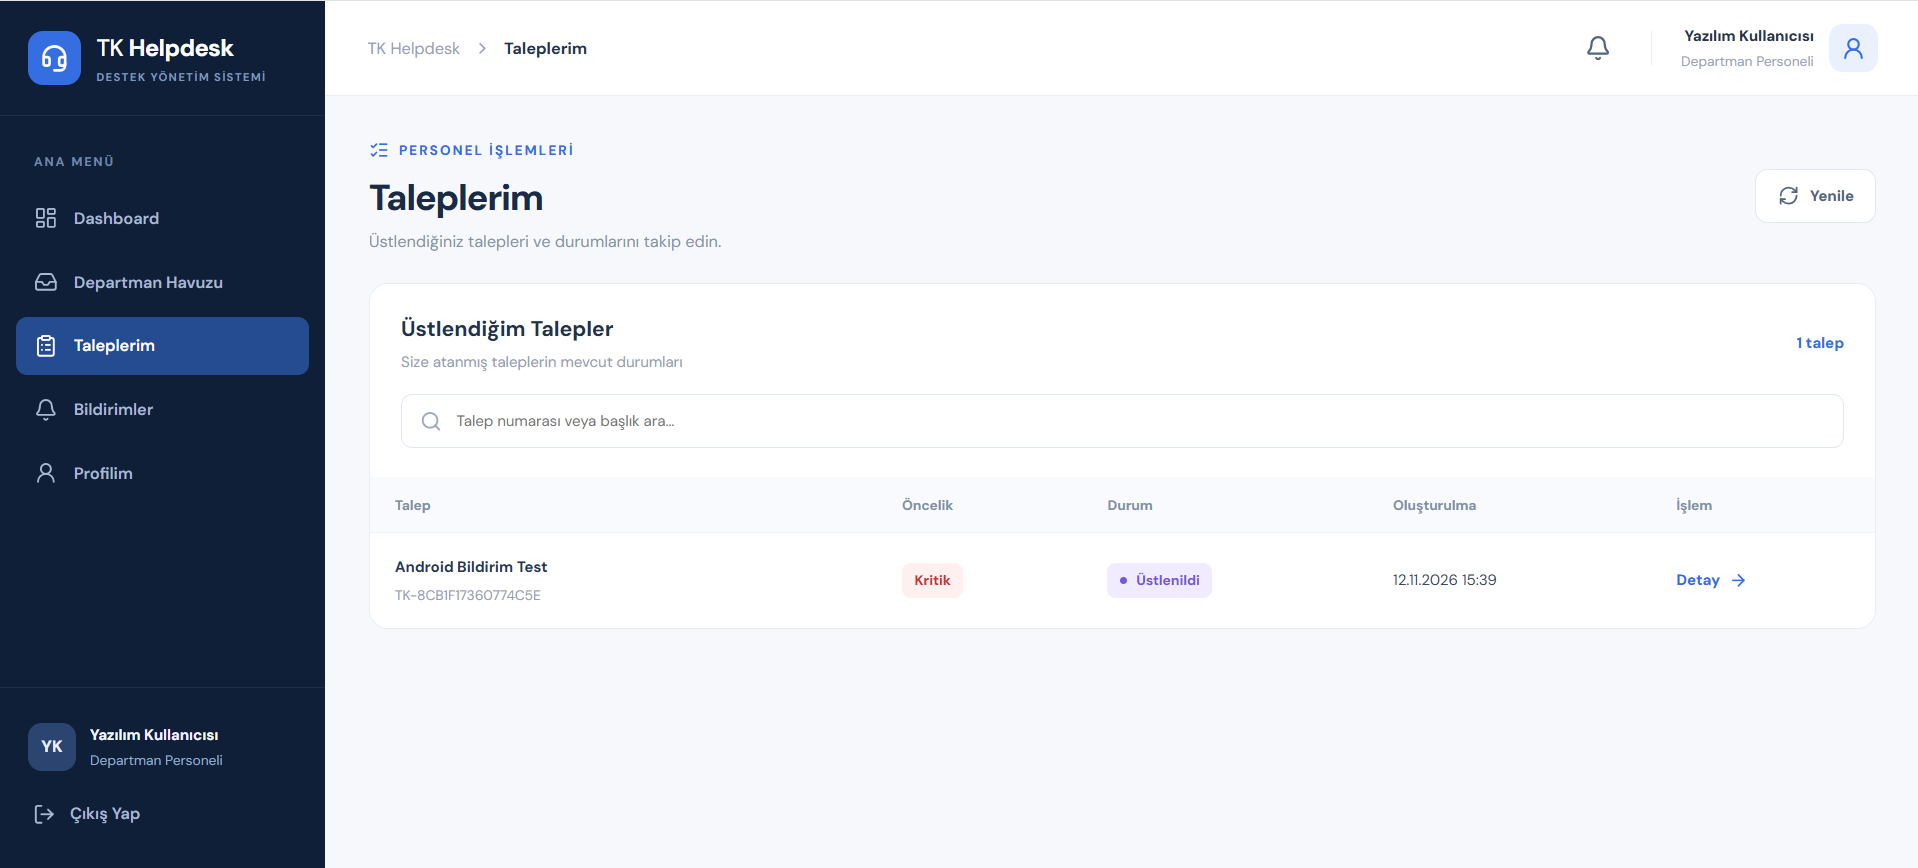 TK Helpdesk
DESTEK YÖNETİM SİSTEMİ
ANA MENÜ
Dashboard
Departman Havuzu
Taleplerim
Bildirimler
Profilim
YK
Yazılım Kullanıcısı
Departman Personeli
Çıkış Yap
TK Helpdesk > Taleplerim
Yazılım Kullanıcısı
Departman Personeli
PERSONEL İŞLEMLERİ
Taleplerim
Üstlendiğiniz talepleri ve durumlarını takip edin.
Yenile
Üstlendiğim Talepler
Size atanmış taleplerin mevcut durumları
1 talep
Talep numarası veya başlık ara...
Talep Öncelik Durum Oluşturulma İşlem
Android Bildirim Test
TK-8CB1F17360774C5E
Kritik
Üstlenildi
12.11.2026 15:39
Detay →